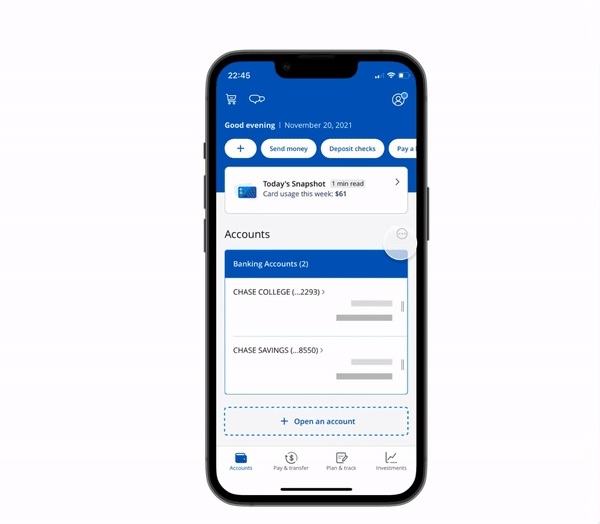 22:45
Good evening | November 20, 2021
+ Send money Deposit checks Pay a
Today's Snapshot 1 min read
Card usage this week: $61
Accounts
Banking Accounts (2)
CHASE COLLEGE (...2293) >
CHASE SAVINGS (...8550) >
+ Open an account
Accounts Pay & transfer Plan & track Investments